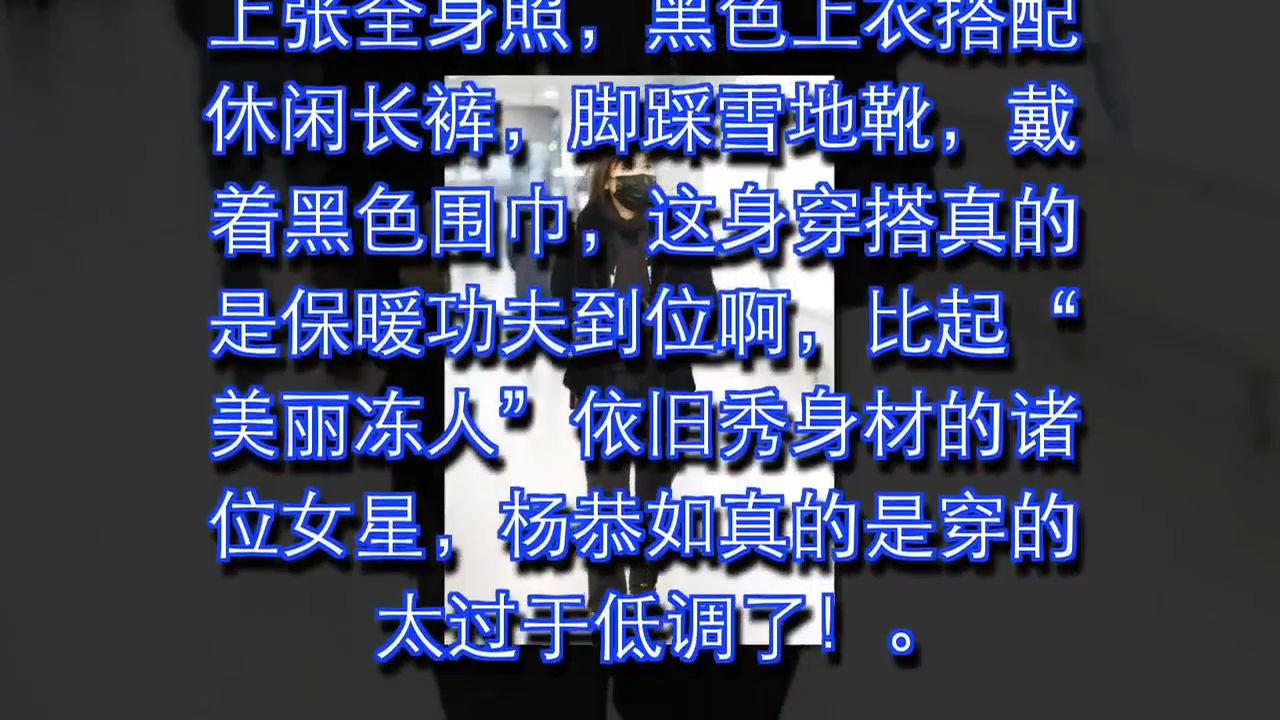 上张全身照，黑色上衣搭配
休闲长裤，脚踩雪地靴，戴
着黑色围巾，这身穿搭真的
是保暖功夫到位啊，比起“
美丽冻人”依旧秀身材的诸
位女星，杨恭如真的是穿的
太过于低调了！。